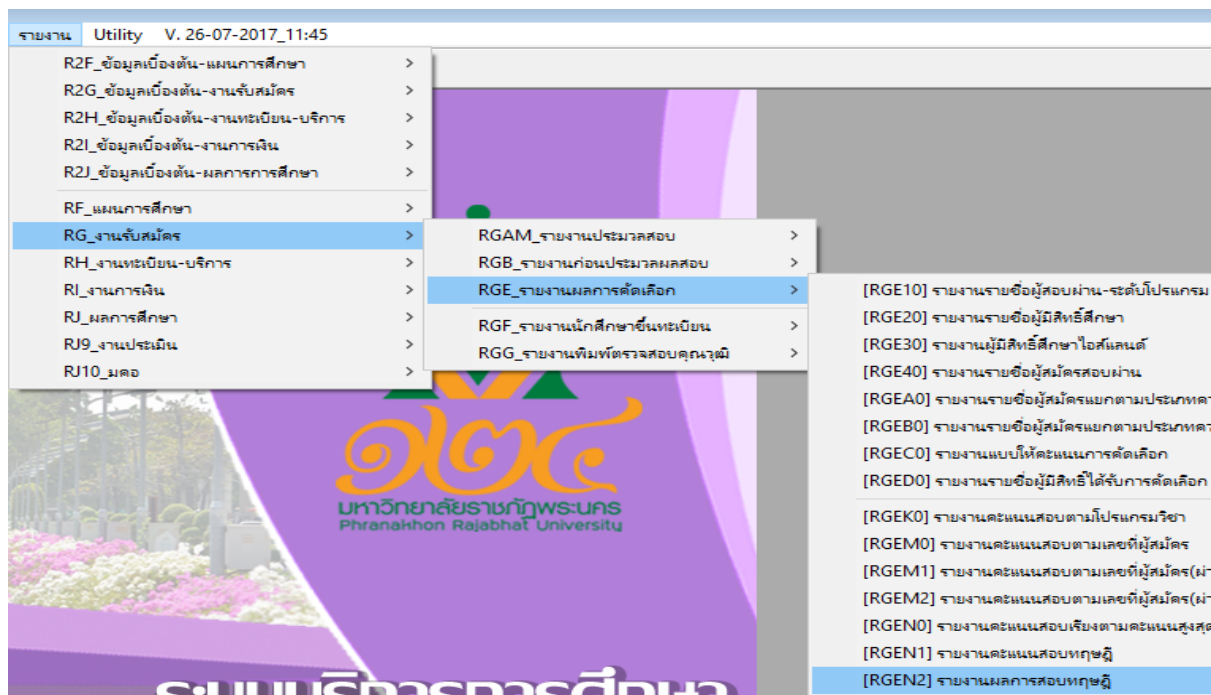 รายงาน Utility V. 26-07-2017_11:45
R2F_ข้อมูลเบื้องต้น-แผนการศึกษา
R2G_ข้อมูลเบื้องต้น-งานรับสมัคร
R2H_ข้อมูลเบื้องต้น-งานทะเบียน-บริการ
R2I_ข้อมูลเบื้องต้น-งานการเงิน
R2J_ข้อมูลเบื้องต้น-ผลการการศึกษา
RF_แผนการศึกษา
RG_งานรับสมัคร
RH_งานทะเบียน-บริการ
RI_งานการเงิน
RJ_ผลการศึกษา
RJ9_งานประเมิน
RJ10_มคอ
RGAM_รายงานประมวลสอบ
RGB_รายงานก่อนประมวลผลสอบ
RGE_รายงานผลการคัดเลือก
RGF_รายงานนักศึกษาขึ้นทะเบียน
RGG_รายงานพิมพ์ตรวจสอบคุณวุฒิ
[RGE10] รายงานรายชื่อผู้สอบผ่าน-ระดับโปรแกรม
[RGE20] รายงานรายชื่อผู้มีสิทธิ์ศึกษา
[RGE30] รายงานผู้มีสิทธิ์ศึกษาไอส์แลนด์
[RGE40] รายงานรายชื่อผู้สมัครสอบผ่าน
[RGEA0] รายงานรายชื่อผู้สมัครแยกตามประเภท
[RGEB0] รายงานรายชื่อผู้สมัครแยกตามประเภท
[RGEC0] รายงานแบบให้คะแนนการคัดเลือก
[RGED0] รายงานรายชื่อผู้มีสิทธิ์ได้รับการคัดเลือก
[RGEK0] รายงานคะแนนสอบตามโปรแกรมวิชา
[RGEM0] รายงานคะแนนสอบตามเลขที่ผู้สมัคร
[RGEM1] รายงานคะแนนสอบตามเลขที่ผู้สมัคร
[RGEM2] รายงานคะแนนสอบตามเลขที่ผู้สมัคร
[RGEN0] รายงานคะแนนสอบเรียงตามคะแนนสูงสุด
[RGEN1] รายงานคะแนนสอบทฤษฎี
[RGEN2] รายงานผลการสอบทฤษฎี
๑๒๔
มหาวิทยาลัยราชภัฏพระนคร
Phranakhon Rajabhat University
ระบบบริการการศึกษา